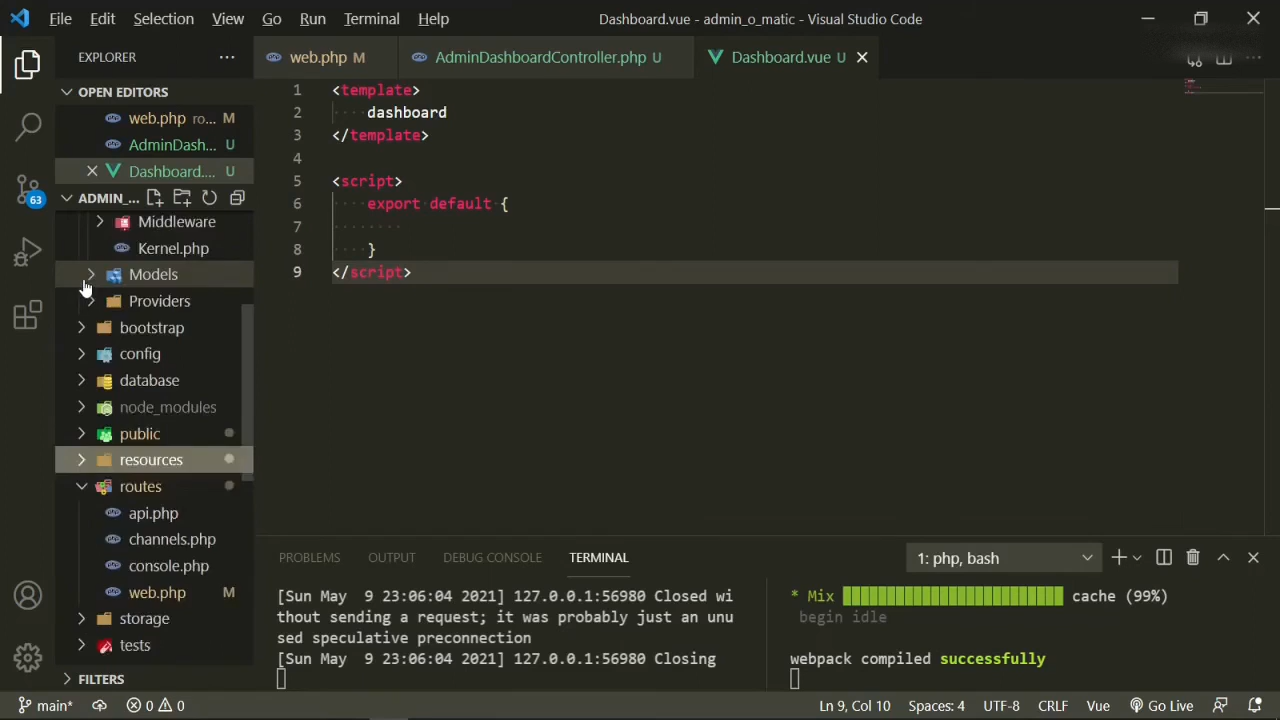 File Edit Selection View Go Run Terminal Help Dashboard.vue - admin_o_matic - Visual Studio Code
EXPLORER ···
web.php M AdminDashboardController.php U Dashboard.vue U
OPEN EDITORS
web.php ro... M
AdminDash... U
Dashboard.... U
ADMIN_...
Middleware
Kernel.php
Models
Providers
bootstrap
config
database
node_modules
public
resources
routes
api.php
channels.php
console.php
web.php M
storage
tests
FILTERS
63
1 <template>
2 dashboard
3 </template>
4
5 <script>
6 export default {
7
8 }
9 </script>
PROBLEMS OUTPUT DEBUG CONSOLE TERMINAL 1: php, bash
[Sun May 9 23:06:04 2021] 127.0.0.1:56980 Closed wi
thout sending a request; it was probably just an unu
sed speculative preconnection
[Sun May 9 23:06:04 2021] 127.0.0.1:56980 Closing
* Mix cache (99%)
begin idle
webpack compiled successfully
main* 0 0 Ln 9, Col 10 Spaces: 4 UTF-8 CRLF Vue Go Live